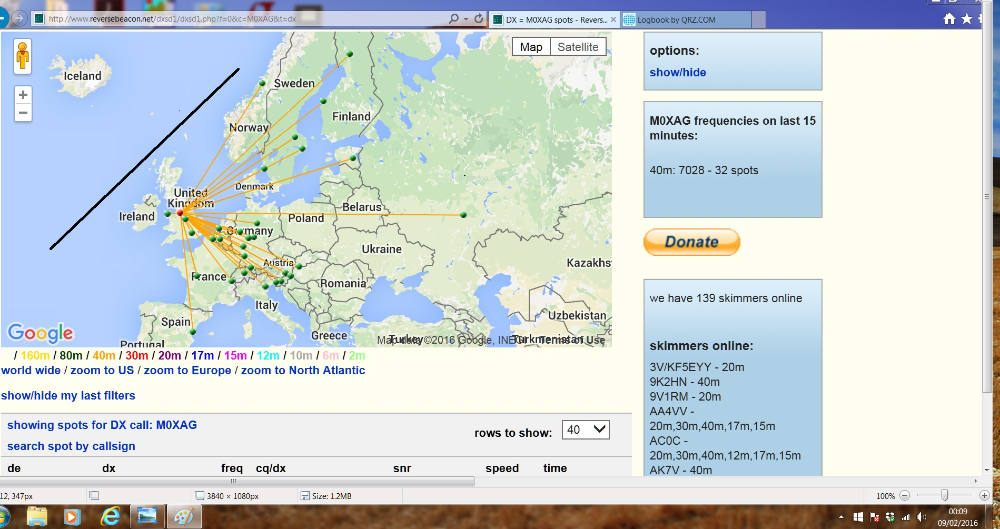 http://www.reversebeacon.net/dxsd1/dxsd1.php?f=0&c=M0XAG&t=dx
DX = M0XAG spots - Revers...
Logbook by QRZ.COM
Map
Satellite
Iceland
Sweden
Finland
Norway
Denmark
United
Kingdom
Ireland
Belarus
Poland
Germany
Ukraine
Austria
Kazakhs
France
Romania
Italy
Uzbekistan
Spain
Greece
Portugal
Turkey
Turkmenistan
Google
Map data ©2016 Google, INEGI
Terms of Use
+
−
/ 160m / 80m / 40m / 30m / 20m / 17m / 15m / 12m / 10m / 6m / 2m
world wide / zoom to US / zoom to Europe / zoom to North Atlantic
show/hide my last filters
showing spots for DX call: M0XAG
search spot by callsign
rows to show:
40
de dx freq cq/dx snr speed time
options:
show/hide
M0XAG frequencies on last 15
minutes:
40m: 7028 - 32 spots
Donate
we have 139 skimmers online
skimmers online:
3V/KF5EYY - 20m
9K2HN - 40m
9V1RM - 20m
AA4VV -
20m,30m,40m,17m,15m
AC0C -
20m,30m,40m,12m,17m,15m
AK7V - 40m
12, 347px
3840 × 1080px
Size: 1.2MB
100%
00:09
09/02/2016